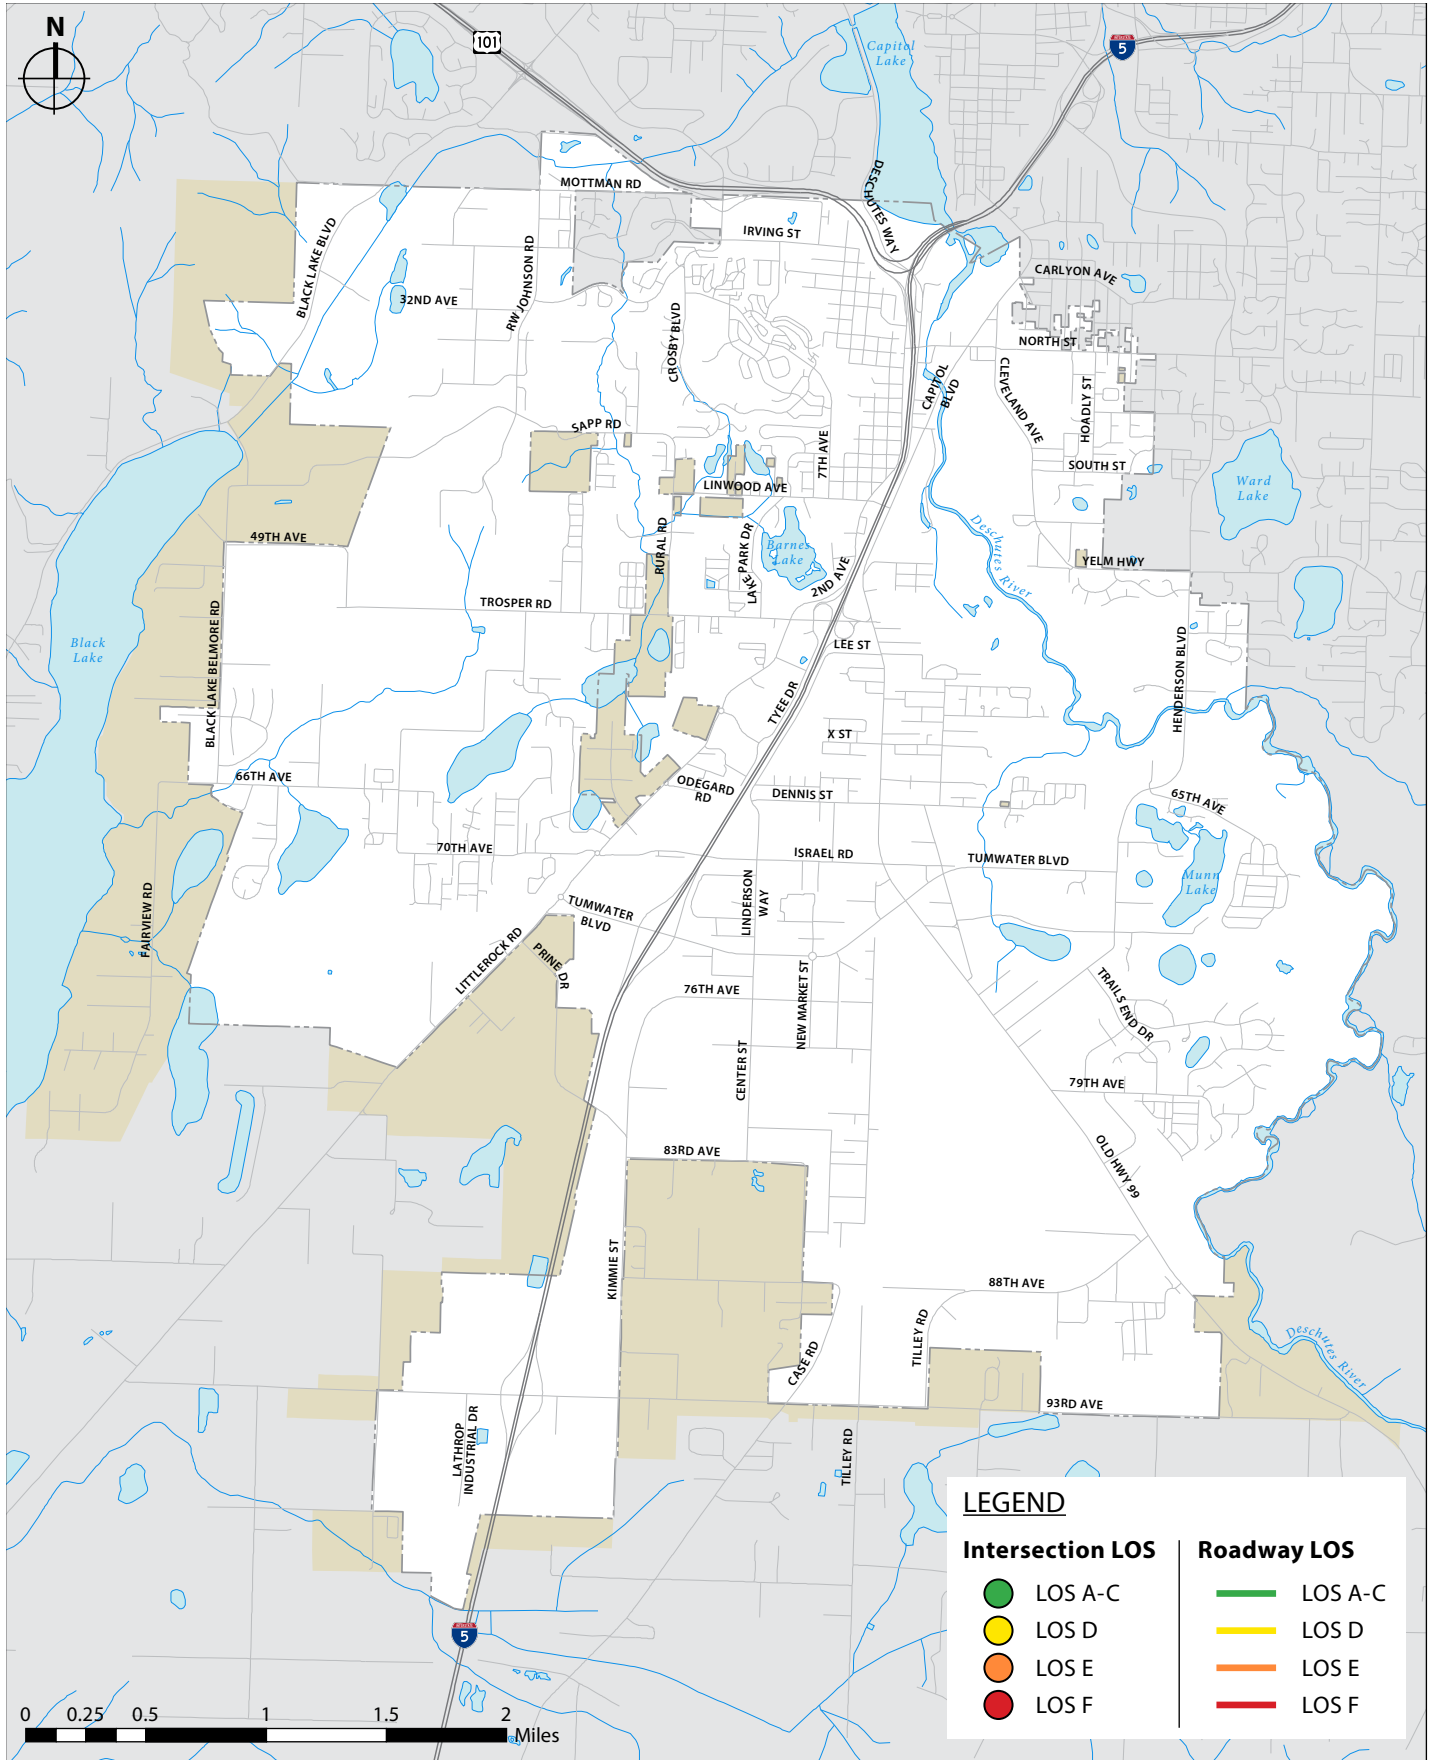 N
101
Capitol
Lake
5
DESCHUTES WAY
MOTTMAN RD
IRVING ST
BLACK LAKE BLVD
RW JOHNSON RD
32ND AVE
CROSBY BLVD
CARLYON AVE
NORTH ST
CAPITOL
BLVD
CLEVELAND AVE
HOADLY ST
SAPP RD
7TH AVE
SOUTH ST
LINWOOD AVE
Ward
Lake
49TH AVE
RURAL RD
LAKE PARK DR
Barnes
Lake
2ND AVE
Deschutes River
YELM HWY
TROSPER RD
LEE ST
Black
Lake
BLACK LAKE BELMORE RD
HENDERSON BLVD
TYEE DR
X ST
66TH AVE
ODEGARD
RD
DENNIS ST
65TH AVE
70TH AVE
ISRAEL RD
TUMWATER BLVD
Munn
Lake
FAIRVIEW RD
TUMWATER
BLVD
LINDERSON
WAY
LITTLEROCK RD
PRINE DR
76TH AVE
NEW MARKET ST
TRAILS END DR
CENTER ST
79TH AVE
83RD AVE
OLD HWY 99
KIMMIE ST
88TH AVE
TILLEY RD
CASE RD
Deschutes River
93RD AVE
LATHROP
INDUSTRIAL DR
TILLEY RD
5
LEGEND
Intersection LOS
LOS A-C
LOS D
LOS E
LOS F
Roadway LOS
LOS A-C
LOS D
LOS E
LOS F
0 0.25 0.5 1 1.5 2
Miles